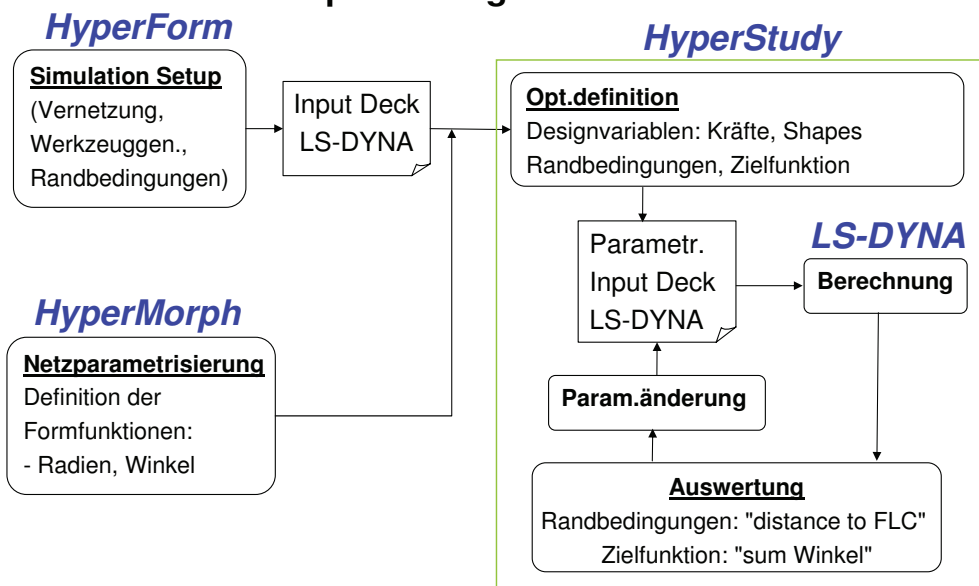 HyperForm
Simulation Setup
(Vernetzung,
Werkzeuggen.,
Randbedingungen)
Input Deck
LS-DYNA
HyperMorph
Netzparametrisierung
Definition der
Formfunktionen:
- Radien, Winkel
HyperStudy
Opt.definition
Designvariablen: Kräfte, Shapes
Randbedingungen, Zielfunktion
Parametr.
Input Deck
LS-DYNA
LS-DYNA
Berechnung
Param.änderung
Auswertung
Randbedingungen: "distance to FLC"
Zielfunktion: "sum Winkel"